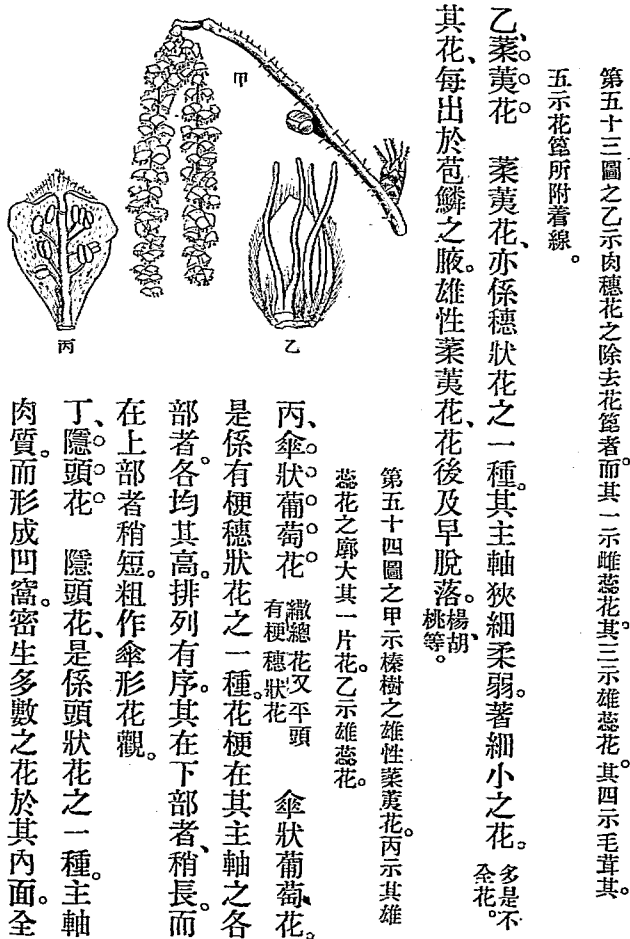 第五十三圖之乙示肉穗花之除去花篦者。而其一示雌蕊花。其三示雄蕊花。其四示毛茸。其
五示花篦所附着線。
乙、葇荑花　葇荑花、亦係穗狀花之一種。其主軸狹細柔弱。著細小之花。多是不全花。
其花、每出於苞鱗之腋。雄性葇荑花、花後及早脫落。楊、胡桃等。
第五十四圖之甲示榛樹之雄性葇荑花。丙示其雄
蕊花之廓大其一片花。乙示雄蕊花。
丙、傘狀葡萄花　繖總花又平頭有梗穗狀花　傘狀葡萄花。
是係有梗穗狀花之一種。花梗在其主軸之各
部者。各均其高。排列有序。其在下部者、稍長。而
在上部者稍短。粗作傘形花觀。
丁、隱頭花　隱頭花、是係頭狀花之一種。主軸
肉質。而形成凹窩。密生多數之花於其內面。全
甲
乙
丙